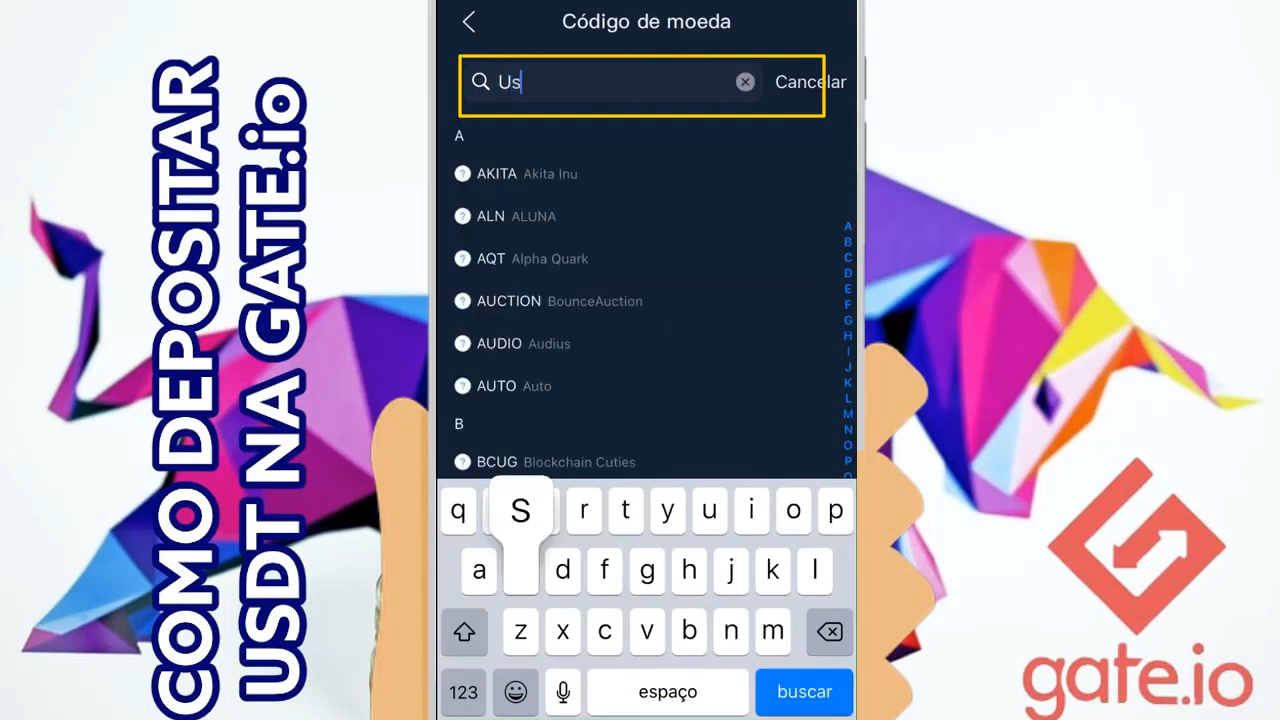 COMO DEPOSITAR
USDT NA GATE.io
Código de moeda
Us
Cancelar
A
AKITA Akita Inu
ALN ALUNA
AQT Alpha Quark
AUCTION BounceAuction
AUDIO Audius
AUTO Auto
B
BCUG Blockchain Cuties
A
B
C
D
E
F
G
H
I
J
K
L
M
N
O
P
q S r t y u i o p
a d f g h j k l
z x c v b n m
123 espaço buscar
gate.io